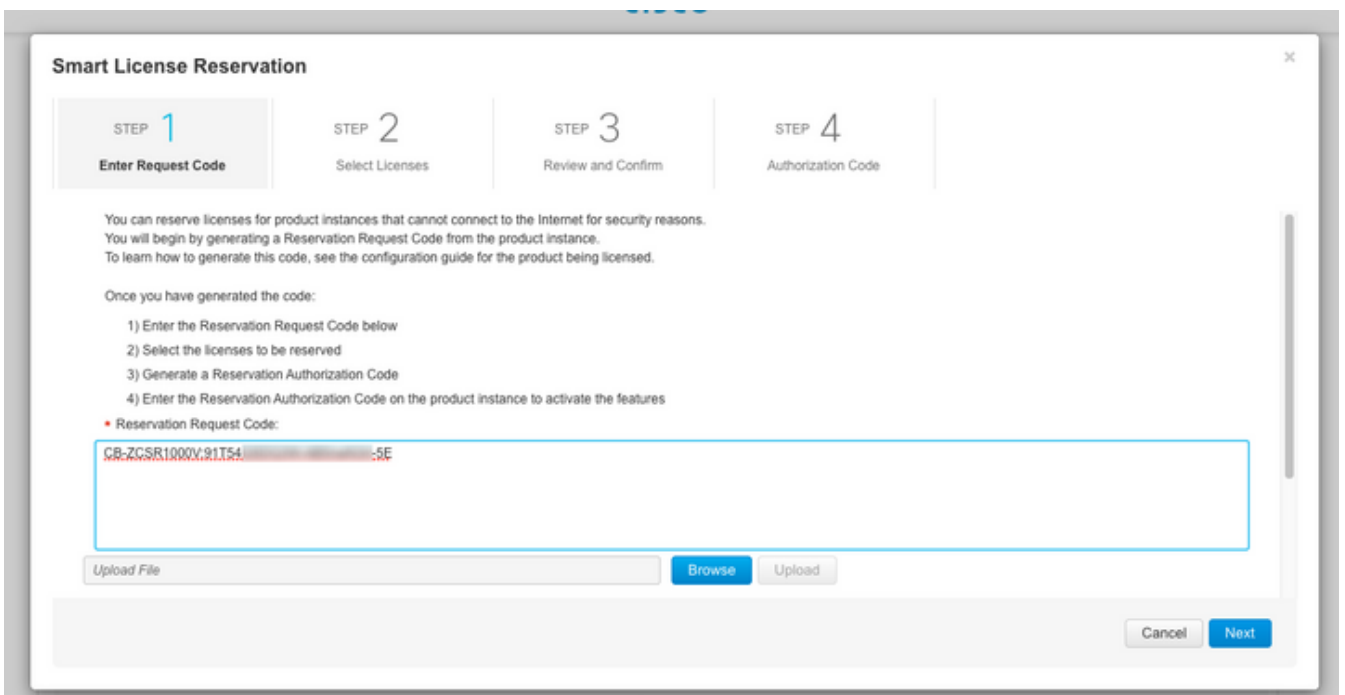 Smart License Reservation
STEP 1
Enter Request Code
STEP 2
Select Licenses
STEP 3
Review and Confirm
STEP 4
Authorization Code
You can reserve licenses for product instances that cannot connect to the Internet for security reasons.
You will begin by generating a Reservation Request Code from the product instance.
To learn how to generate this code, see the configuration guide for the product being licensed.
Once you have generated the code:
1) Enter the Reservation Request Code below
2) Select the licenses to be reserved
3) Generate a Reservation Authorization Code
4) Enter the Reservation Authorization Code on the product instance to activate the features
* Reservation Request Code:
CB-ZCSR1000V:91T54 -5E
Upload File
Browse
Upload
Cancel
Next